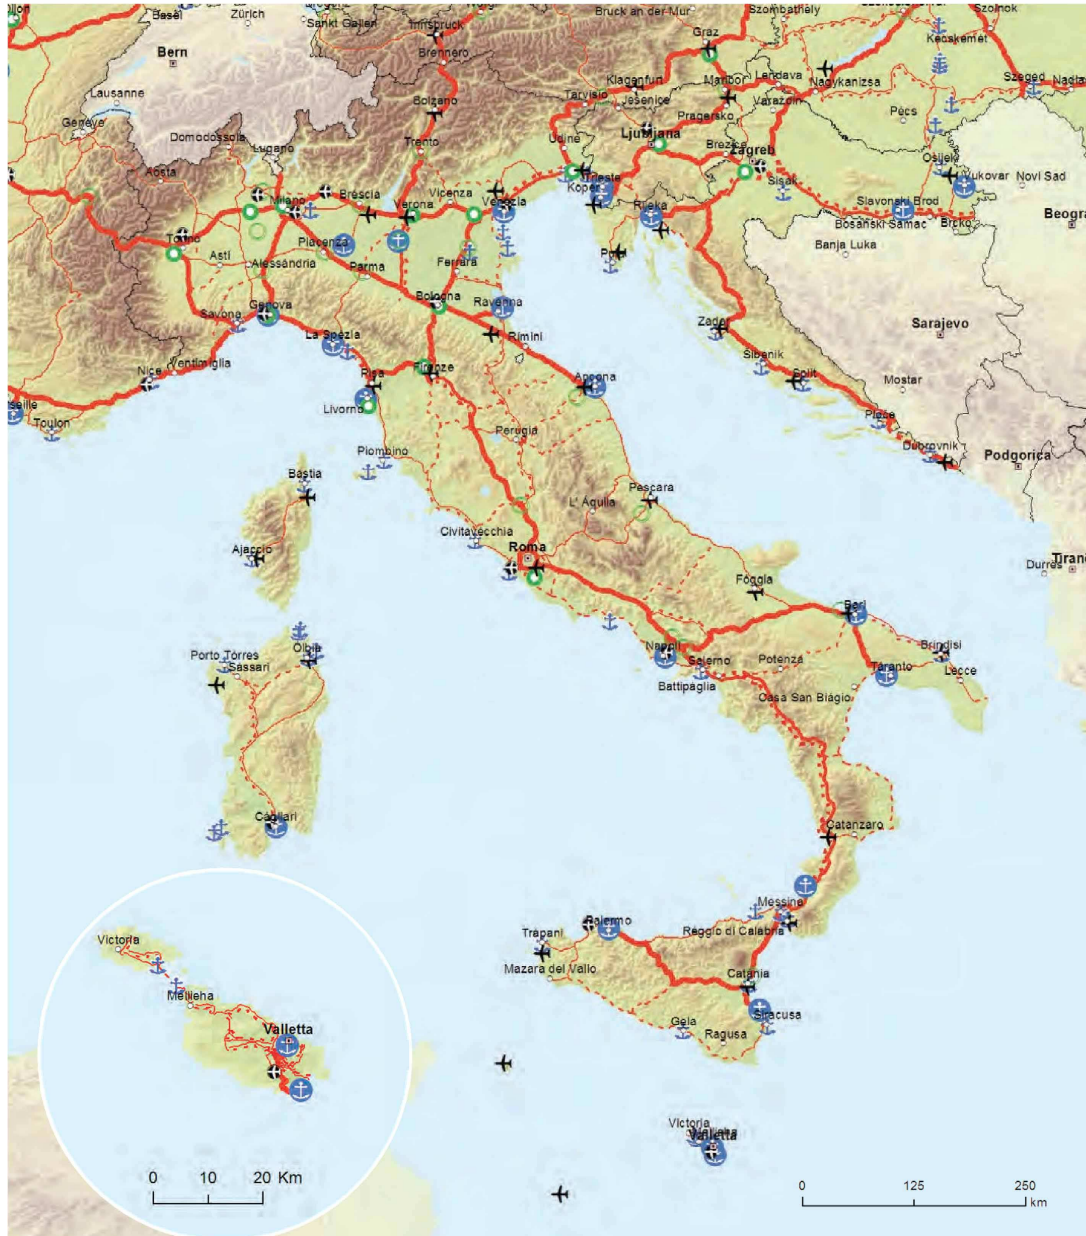 Basel
Zürich
Sankt Gallen
Innsbruck
Bruck an der Mur
Szombathely
Szolnok
Bern
Brennero
Graz
Kecskemet
Lausanne
Klagenfurt
Maribor
Lendava
Nagykanizsa
Szeged
Bolzano
Tarvisio
Jesenice
Varazdin
Genève
Domodossola
Trento
Udine
Ljubljana
Pragersko
Pecs
Lugano
Brezice
Zagreb
Osijek
Aosta
Trieste
Koper
Sisak
Vukovar
Novi Sad
Milano
Brescia
Verona
Vicenza
Venezia
Rijeka
Slavonski Brod
Bosanski Samac
Brcko
Torino
Piacenza
Banja Luka
Asti
Alessandria
Parma
Ferrara
Pula
Genova
Bologna
Ravenna
Savona
La Spezia
Rimini
Zadar
Sarajevo
Nice
Ventimiglia
Pisa
Firenze
Sibenik
Split
Mostar
Livorno
Ancona
Toulon
Ploce
Perugia
Dubrovnik
Piombino
Podgorica
Bastia
L' Aquila
Pescara
Civitavecchia
Ajaccio
Roma
Durres
Foggia
Bari
Napoli
Brindisi
Porto Torres
Olbia
Salerno
Potenza
Taranto
Lecce
Sassari
Battipaglia
Casa San Biagio
Cagliari
Catanzaro
Messina
Palermo
Reggio di Calabria
Trapani
Victoria
Mazara del Vallo
Catania
Mellieha
Valletta
Gela
Siracusa
Ragusa
Victoria
Valletta
0 10 20 Km
0 125 250
km